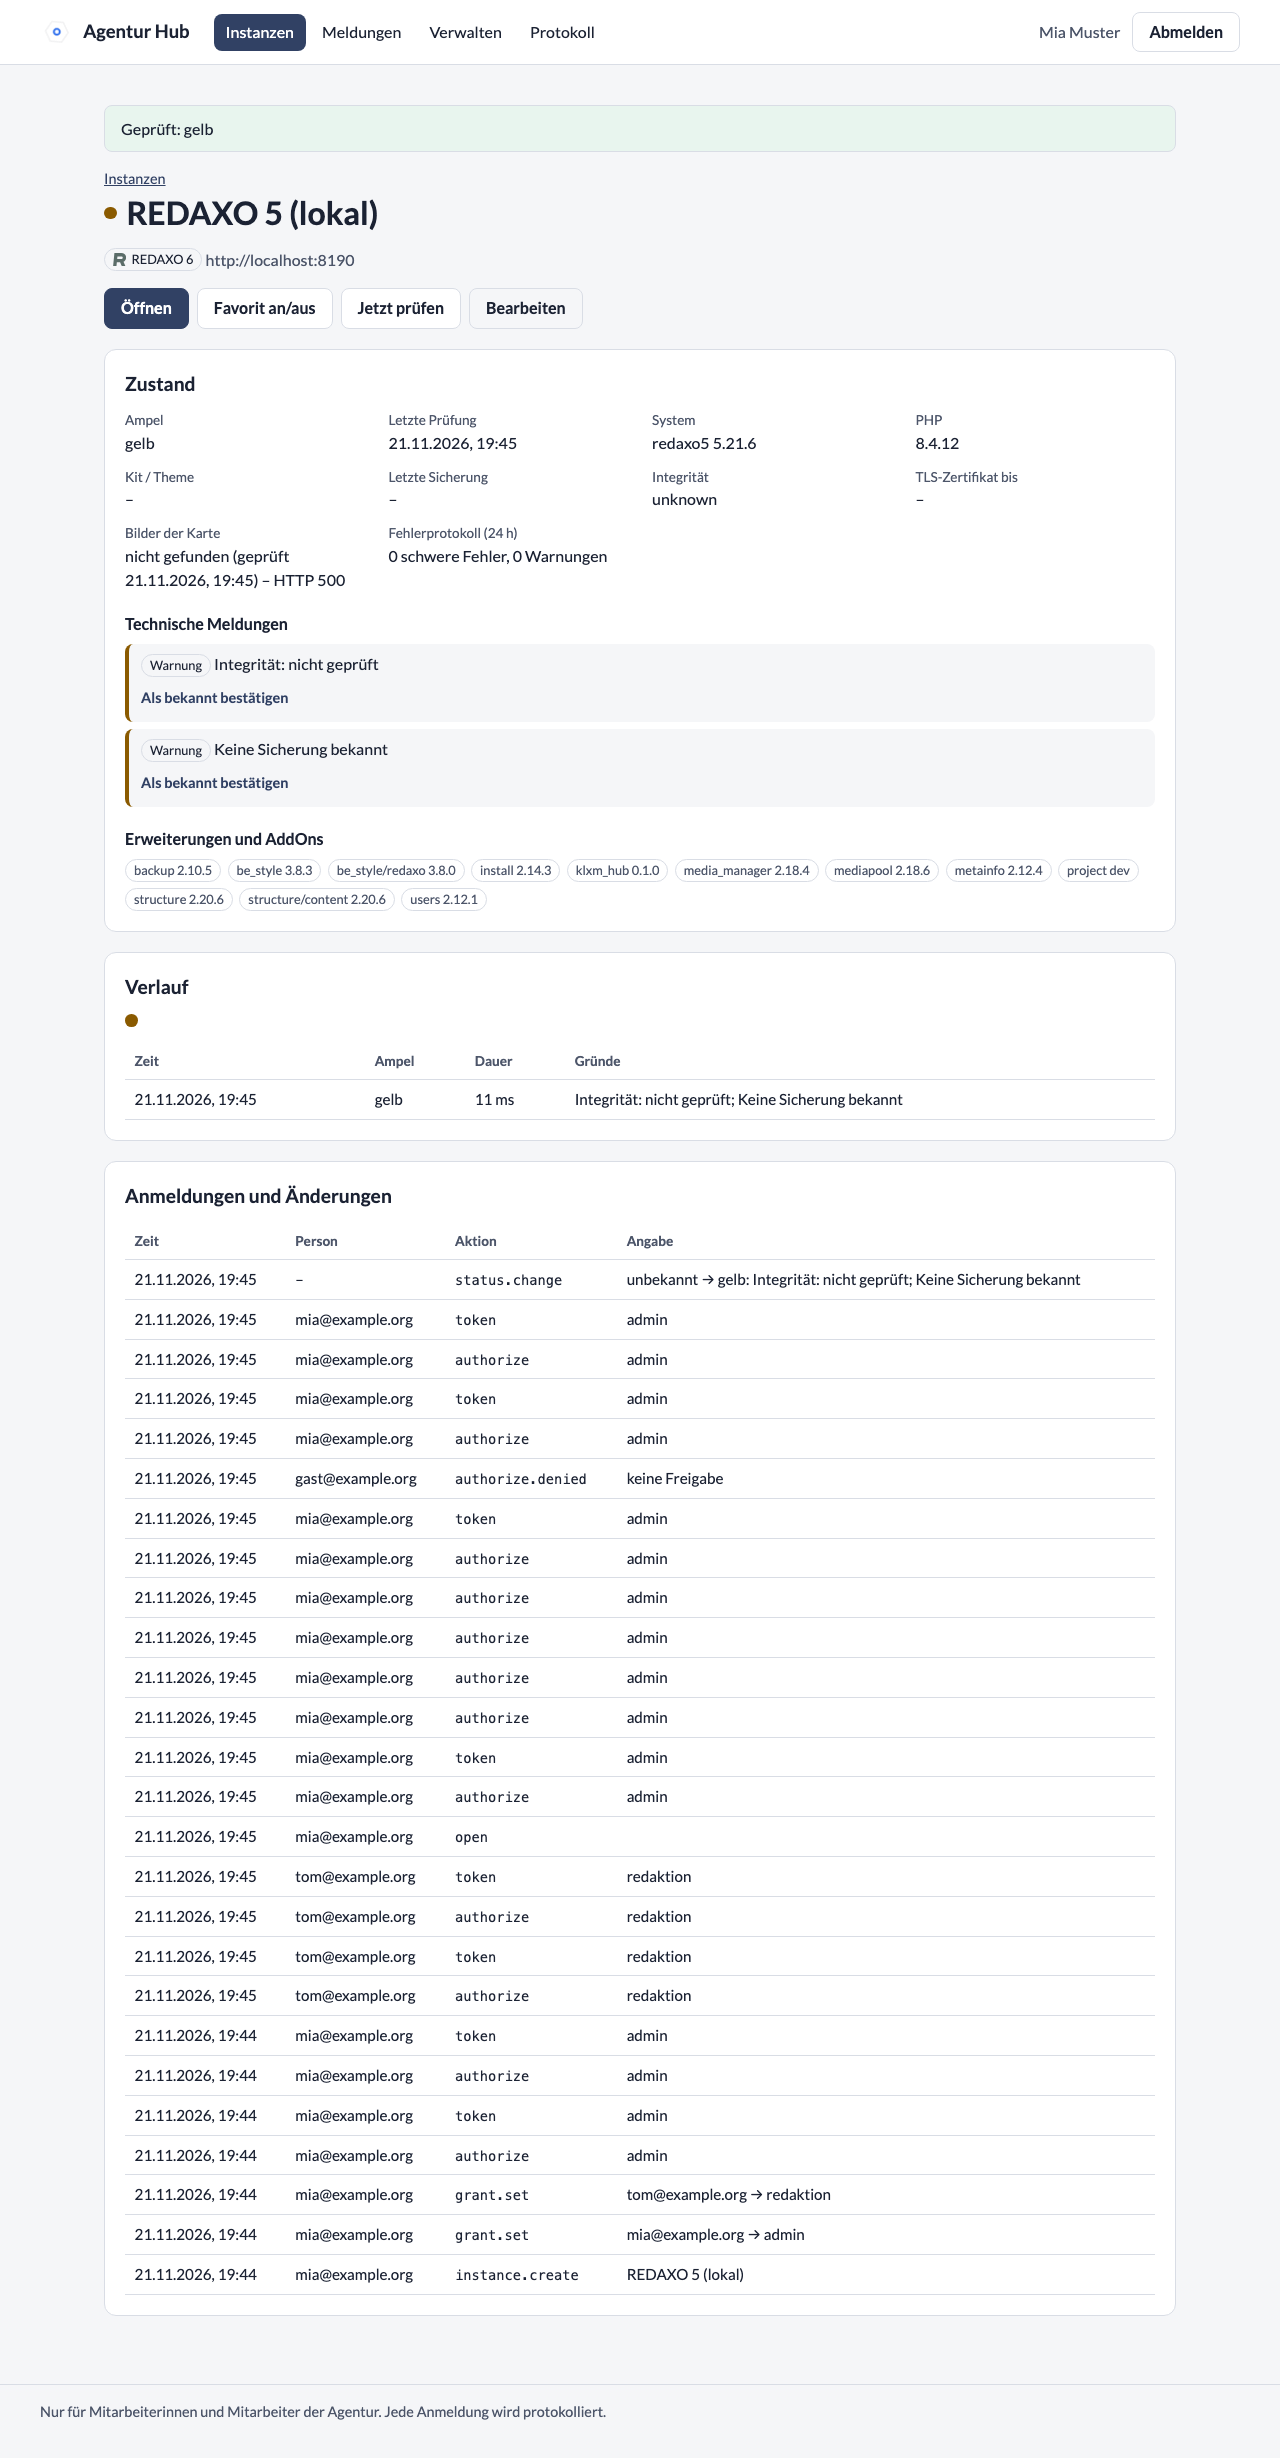 Agentur Hub Instanzen Meldungen Verwalten Protokoll Mia Muster Abmelden
Geprüft: gelb
Instanzen
REDAXO 5 (lokal)
REDAXO 6 http://localhost:8190
Öffnen Favorit an/aus Jetzt prüfen Bearbeiten
Zustand
Ampel Letzte Prüfung System PHP
gelb 21.11.2026, 19:45 redaxo5 5.21.6 8.4.12
Kit / Theme Letzte Sicherung Integrität TLS-Zertifikat bis
– – unknown –
Bilder der Karte Fehlerprotokoll (24 h)
nicht gefunden (geprüft 0 schwere Fehler, 0 Warnungen
21.11.2026, 19:45) – HTTP 500
Technische Meldungen
Warnung Integrität: nicht geprüft
Als bekannt bestätigen
Warnung Keine Sicherung bekannt
Als bekannt bestätigen
Erweiterungen und AddOns
backup 2.10.5 be_style 3.8.3 be_style/redaxo 3.8.0 install 2.14.3 klxm_hub 0.1.0 media_manager 2.18.4 mediapool 2.18.6 metainfo 2.12.4 project dev
structure 2.20.6 structure/content 2.20.6 users 2.12.1
Verlauf
Zeit Ampel Dauer Gründe
21.11.2026, 19:45 gelb 11 ms Integrität: nicht geprüft; Keine Sicherung bekannt
Anmeldungen und Änderungen
Zeit Person Aktion Angabe
21.11.2026, 19:45 – status.change unbekannt → gelb: Integrität: nicht geprüft; Keine Sicherung bekannt
21.11.2026, 19:45 mia@example.org token admin
21.11.2026, 19:45 mia@example.org authorize admin
21.11.2026, 19:45 mia@example.org token admin
21.11.2026, 19:45 mia@example.org authorize admin
21.11.2026, 19:45 gast@example.org authorize.denied keine Freigabe
21.11.2026, 19:45 mia@example.org token admin
21.11.2026, 19:45 mia@example.org authorize admin
21.11.2026, 19:45 mia@example.org authorize admin
21.11.2026, 19:45 mia@example.org authorize admin
21.11.2026, 19:45 mia@example.org authorize admin
21.11.2026, 19:45 mia@example.org authorize admin
21.11.2026, 19:45 mia@example.org token admin
21.11.2026, 19:45 mia@example.org authorize admin
21.11.2026, 19:45 mia@example.org open
21.11.2026, 19:45 tom@example.org token redaktion
21.11.2026, 19:45 tom@example.org authorize redaktion
21.11.2026, 19:45 tom@example.org token redaktion
21.11.2026, 19:45 tom@example.org authorize redaktion
21.11.2026, 19:44 mia@example.org token admin
21.11.2026, 19:44 mia@example.org authorize admin
21.11.2026, 19:44 mia@example.org token admin
21.11.2026, 19:44 mia@example.org authorize admin
21.11.2026, 19:44 mia@example.org grant.set tom@example.org → redaktion
21.11.2026, 19:44 mia@example.org grant.set mia@example.org → admin
21.11.2026, 19:44 mia@example.org instance.create REDAXO 5 (lokal)
Nur für Mitarbeiterinnen und Mitarbeiter der Agentur. Jede Anmeldung wird protokolliert.